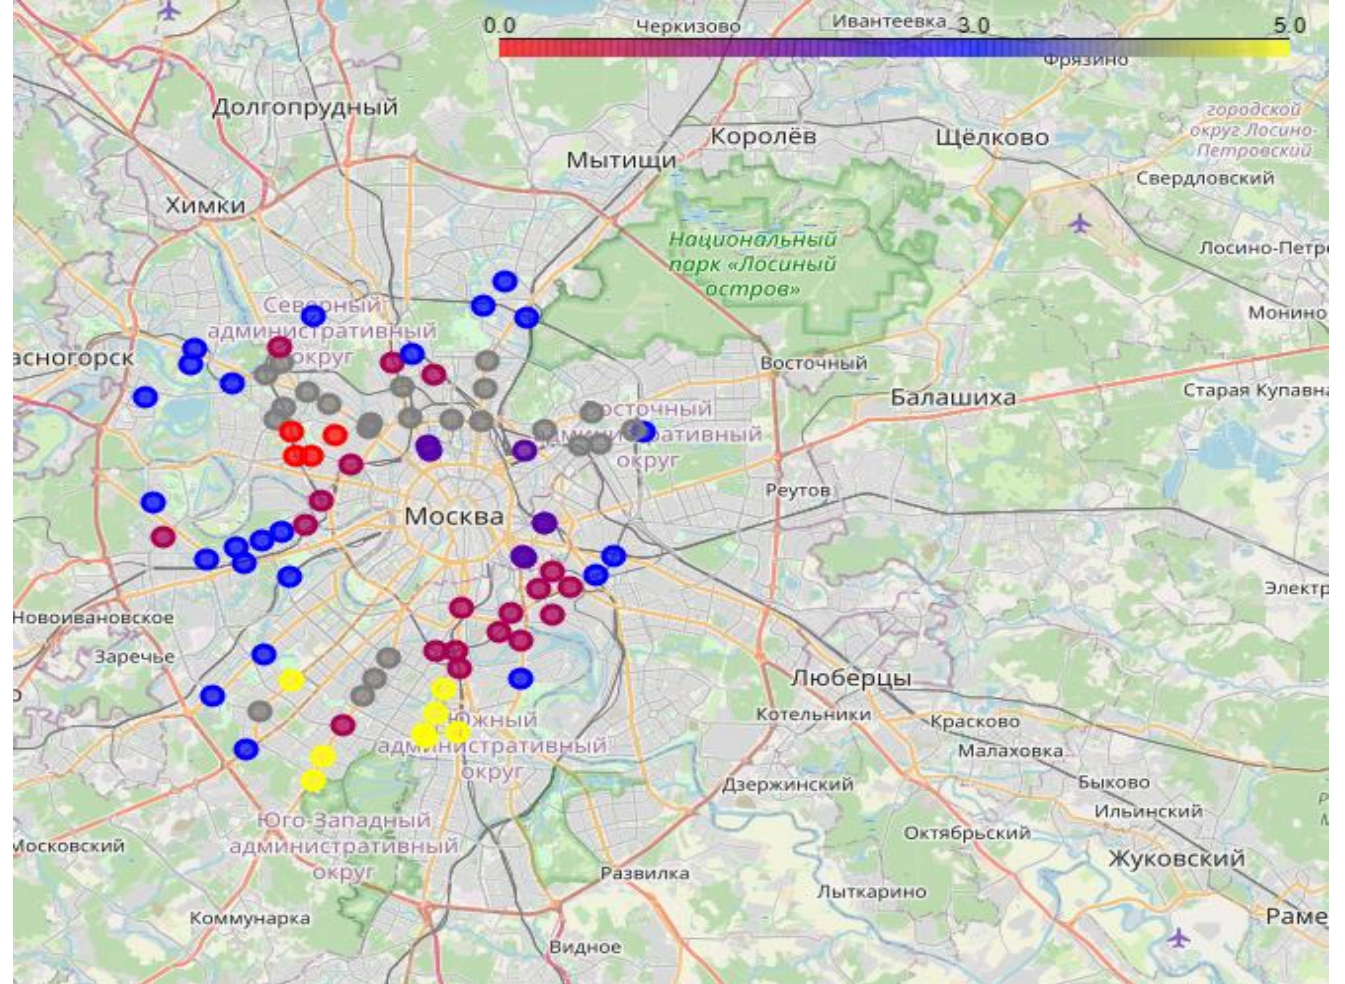 0.0
3.0
5.0
Черкизово
Ивантеевка
Фрязино
Долгопрудный
Королёв
Щёлково
городской
округ Лосино-
Петровский
Мытищи
Свердловский
Химки
Национальный
парк «Лосиный
остров»
Лосино-Петр
Монино
Северный
административный
округ
асногорск
Восточный
Балашиха
Старая Купавна
осточный
административный
округ
Реутов
Москва
Электр
Новоивановское
Заречье
Люберцы
Котельники
Красково
Малаховка
Южный
административный
округ
Дзержинский
Быково
Ильинский
Юго-Западный
административный
округ
Московский
Октябрьский
Жуковский
Развилка
Лыткарино
Коммунарка
Видное
Раме